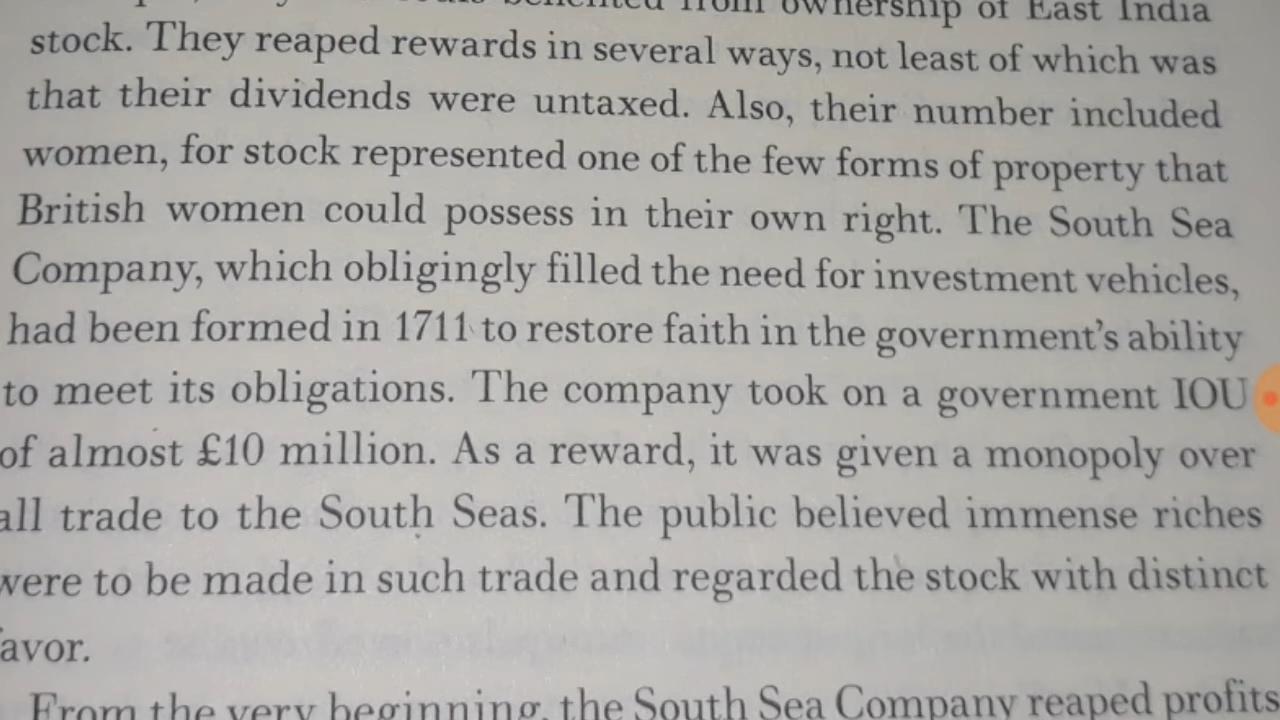 from ownership of East India
stock. They reaped rewards in several ways, not least of which was
that their dividends were untaxed. Also, their number included
women, for stock represented one of the few forms of property that
British women could possess in their own right. The South Sea
Company, which obligingly filled the need for investment vehicles,
had been formed in 1711 to restore faith in the government's ability
to meet its obligations. The company took on a government IOU
of almost £10 million. As a reward, it was given a monopoly over
all trade to the South Seas. The public believed immense riches
were to be made in such trade and regarded the stock with distinct
avor.
From the very beginning, the South Sea Company reaped profits